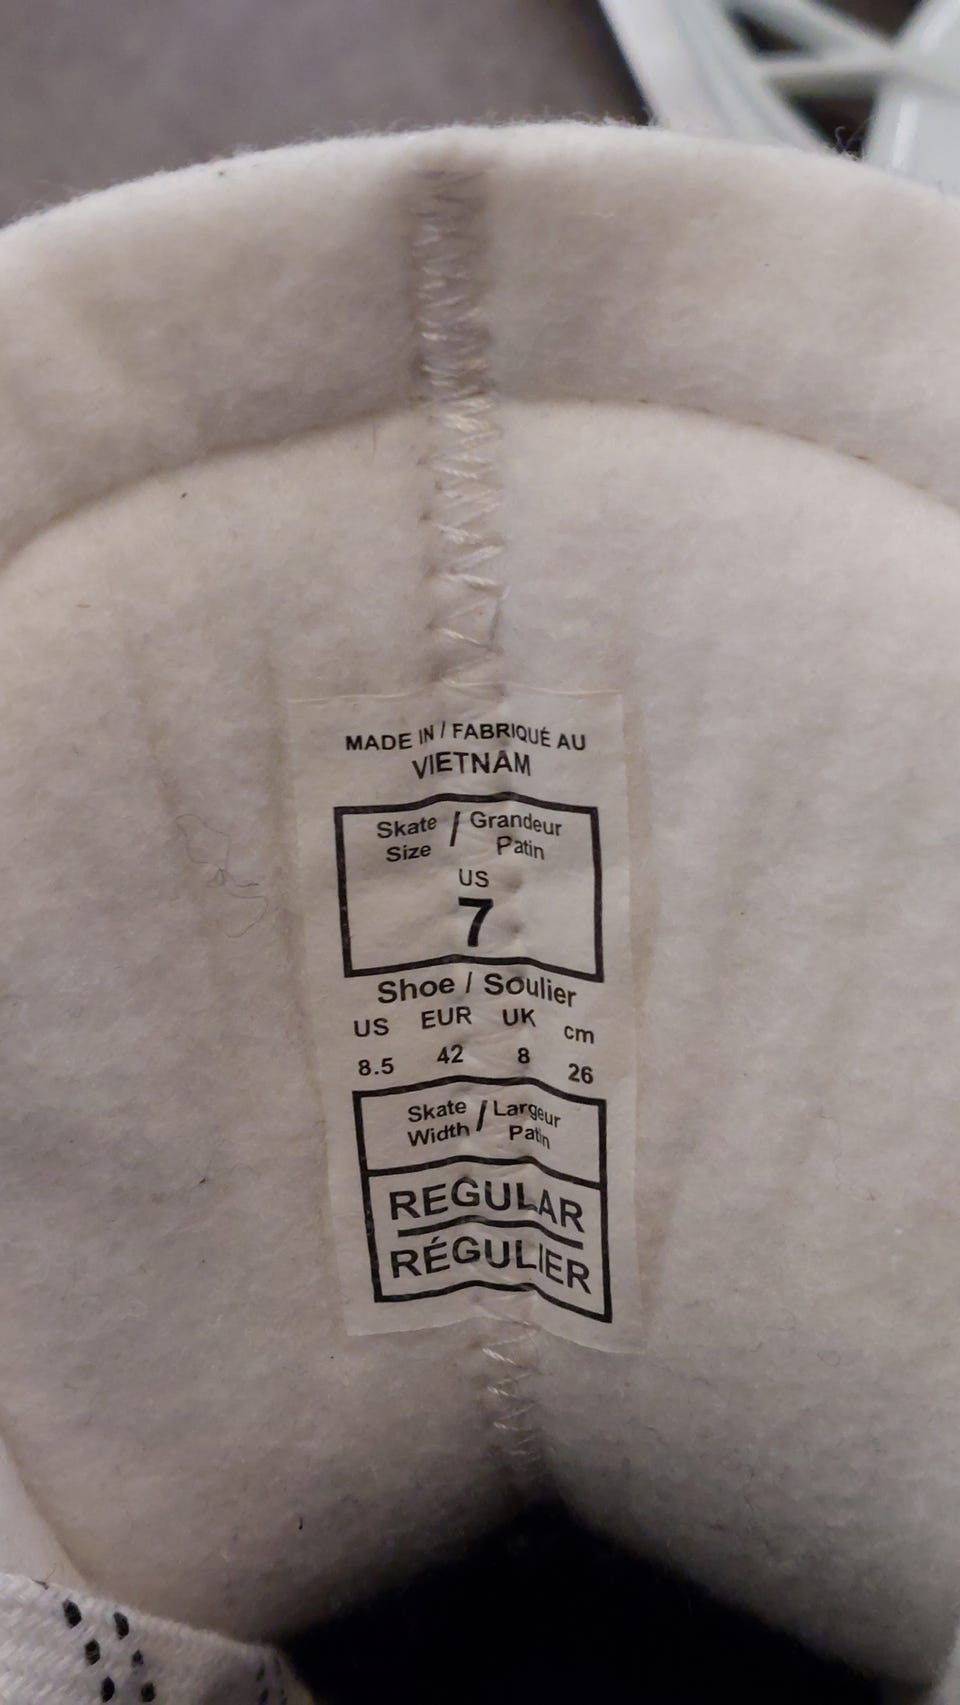 MADE IN / FABRIQUÉ AU
VIETNAM
Skate / Grandeur
Size Patin
US
7
Shoe / Soulier
US EUR UK cm
8.5 42 8 26
Skate / Largeur
Width Patin
REGULAR
RÉGULIER